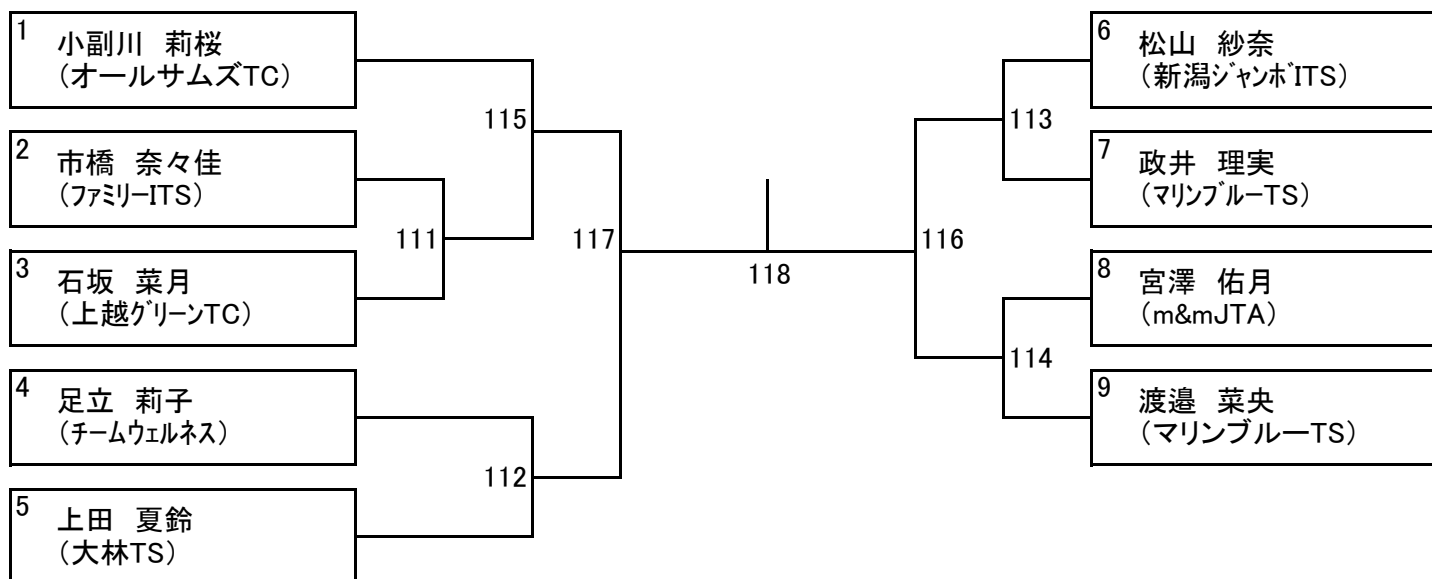 1
小副川 莉桜
(オールサムズTC)
2
市橋 奈々佳
(ファミリーITS)
3
石坂 菜月
(上越グリーンTC)
4
足立 莉子
(チームウェルネス)
5
上田 夏鈴
(大林TS)
115
111
117
112
118
116
113
114
6
松山 紗奈
(新潟ジャンボITS)
7
政井 理実
(マリンブルーTS)
8
宮澤 佑月
(m&mJTA)
9
渡邉 菜央
(マリンブルーTS)